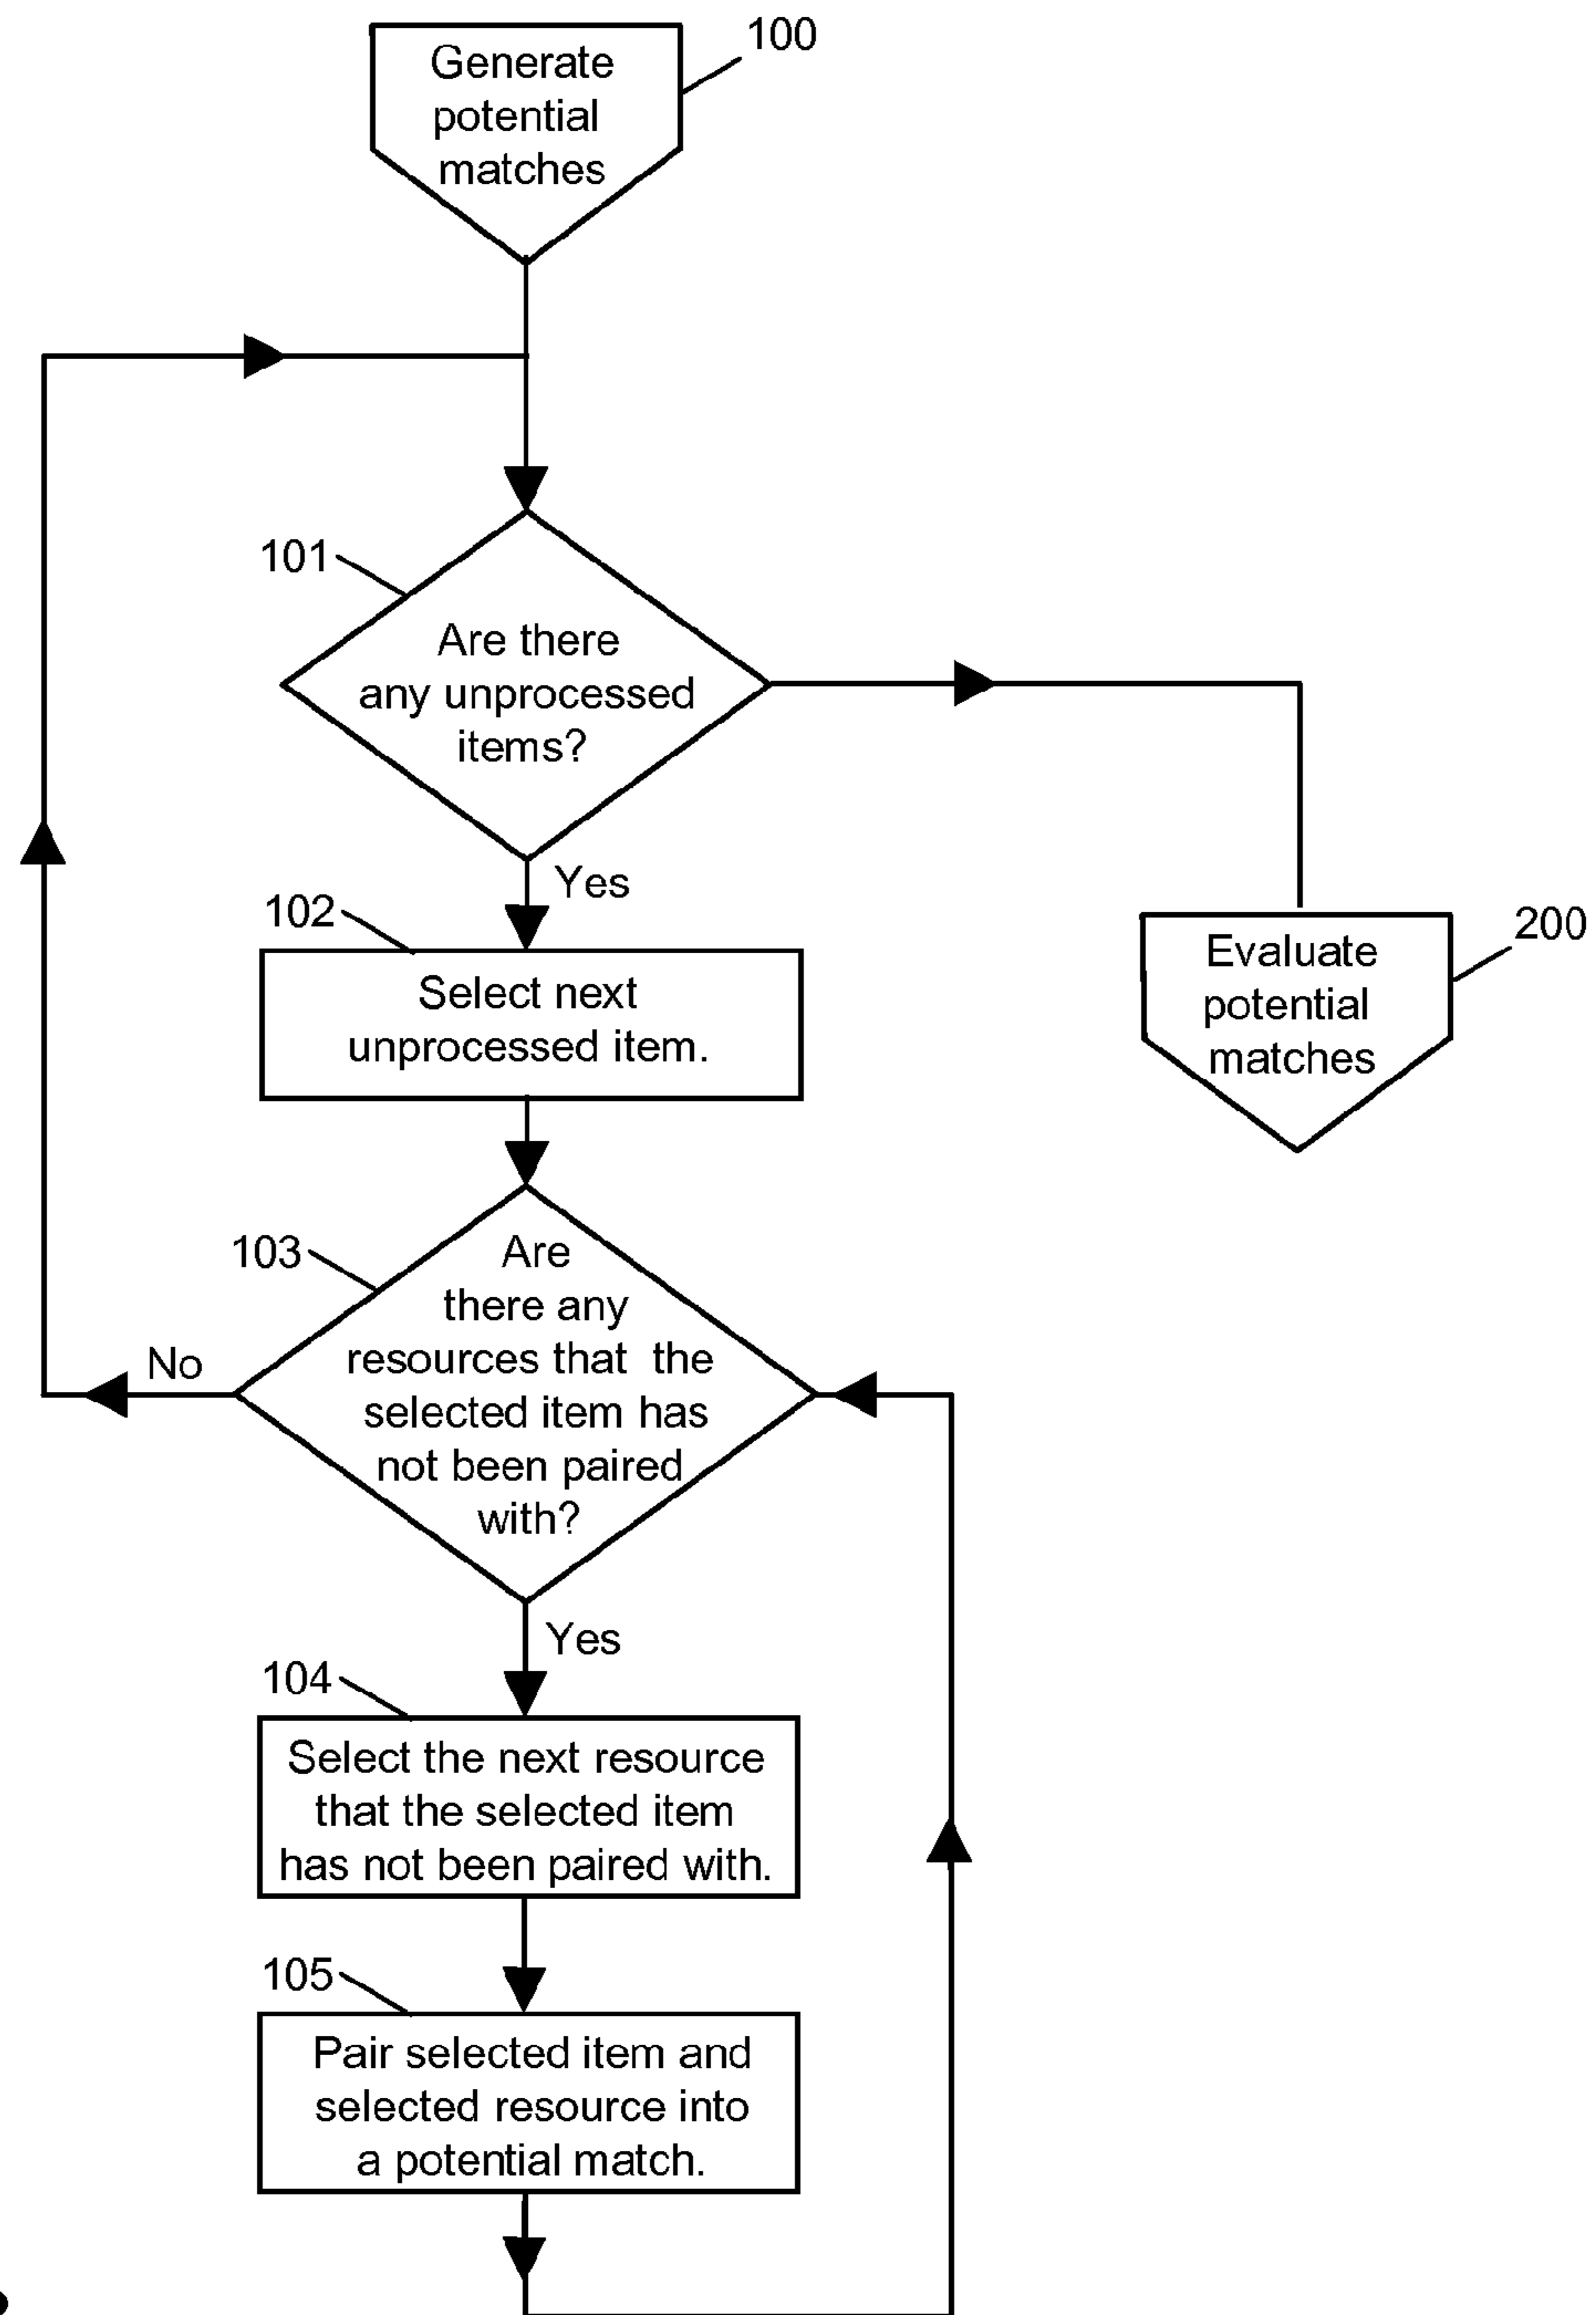 100
Generate
potential
matches
101
Are there
any unprocessed
items?
Yes
102
Select next
unprocessed item.
200
Evaluate
potential
matches
103
Are
there any
resources that the
selected item has
not been paired
with?
No
Yes
104
Select the next resource
that the selected item
has not been paired with.
105
Pair selected item and
selected resource into
a potential match.